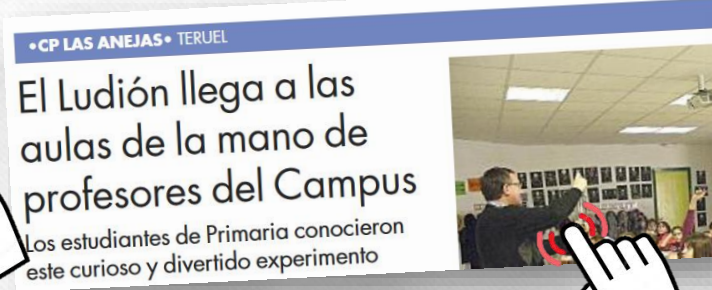 •CP LAS ANEJAS• TERUEL
El Ludión llega a las
aulas de la mano de
profesores del Campus
Los estudiantes de Primaria conocieron
este curioso y divertido experimento